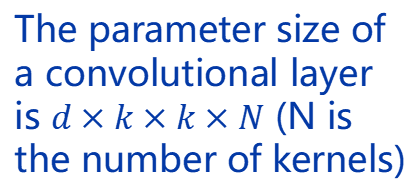 The parameter size of
a convolutional layer
is d × k × k × N (N is
the number of kernels)